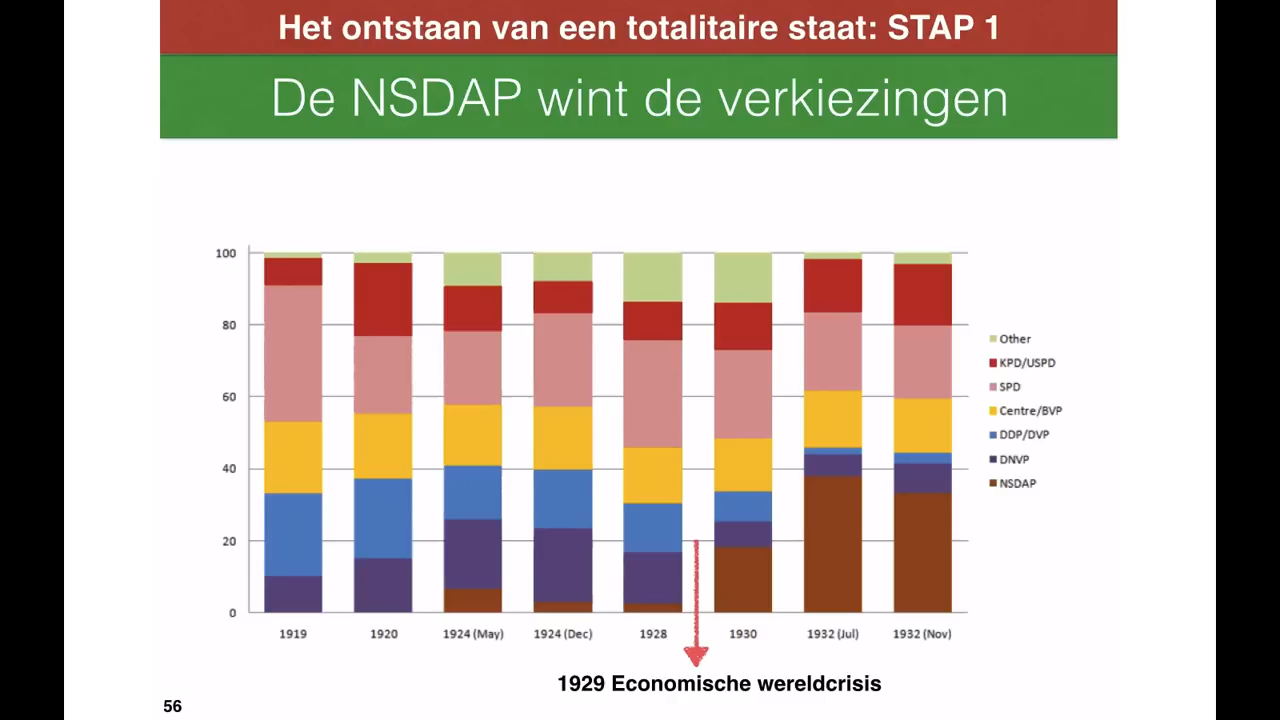 Het ontstaan van een totalitaire staat: STAP 1
De NSDAP wint de verkiezingen
100
80
60
40
20
0
1919 1920 1924 (May) 1924 (Dec) 1928 1930 1932 (Jul) 1932 (Nov)
Other
KPD/USPD
SPD
Centre/BVP
DDP/DVP
DNVP
NSDAP
1929 Economische wereldcrisis
56